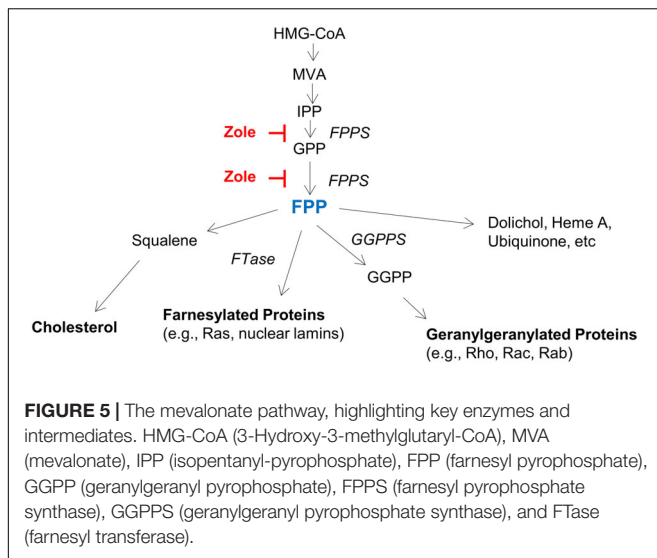 HMG-CoA
MVA
IPP
Zole
FPPS
GPP
Zole
FPPS
FPP
Dolichol, Heme A,
Ubiquinone, etc
Squalene
GGPPS
FTase
GGPP
Cholesterol
Farnesylated Proteins
(e.g., Ras, nuclear lamins)
Geranylgeranylated Proteins
(e.g., Rho, Rac, Rab)
FIGURE 5 | The mevalonate pathway, highlighting key enzymes and
intermediates. HMG-CoA (3-Hydroxy-3-methylglutaryl-CoA), MVA
(mevalonate), IPP (isopentanyl-pyrophosphate), FPP (farnesyl pyrophosphate),
GGPP (geranylgeranyl pyrophosphate), FPPS (farnesyl pyrophosphate
synthase), GGPPS (geranylgeranyl pyrophosphate synthase), and FTase
(farnesyl transferase).